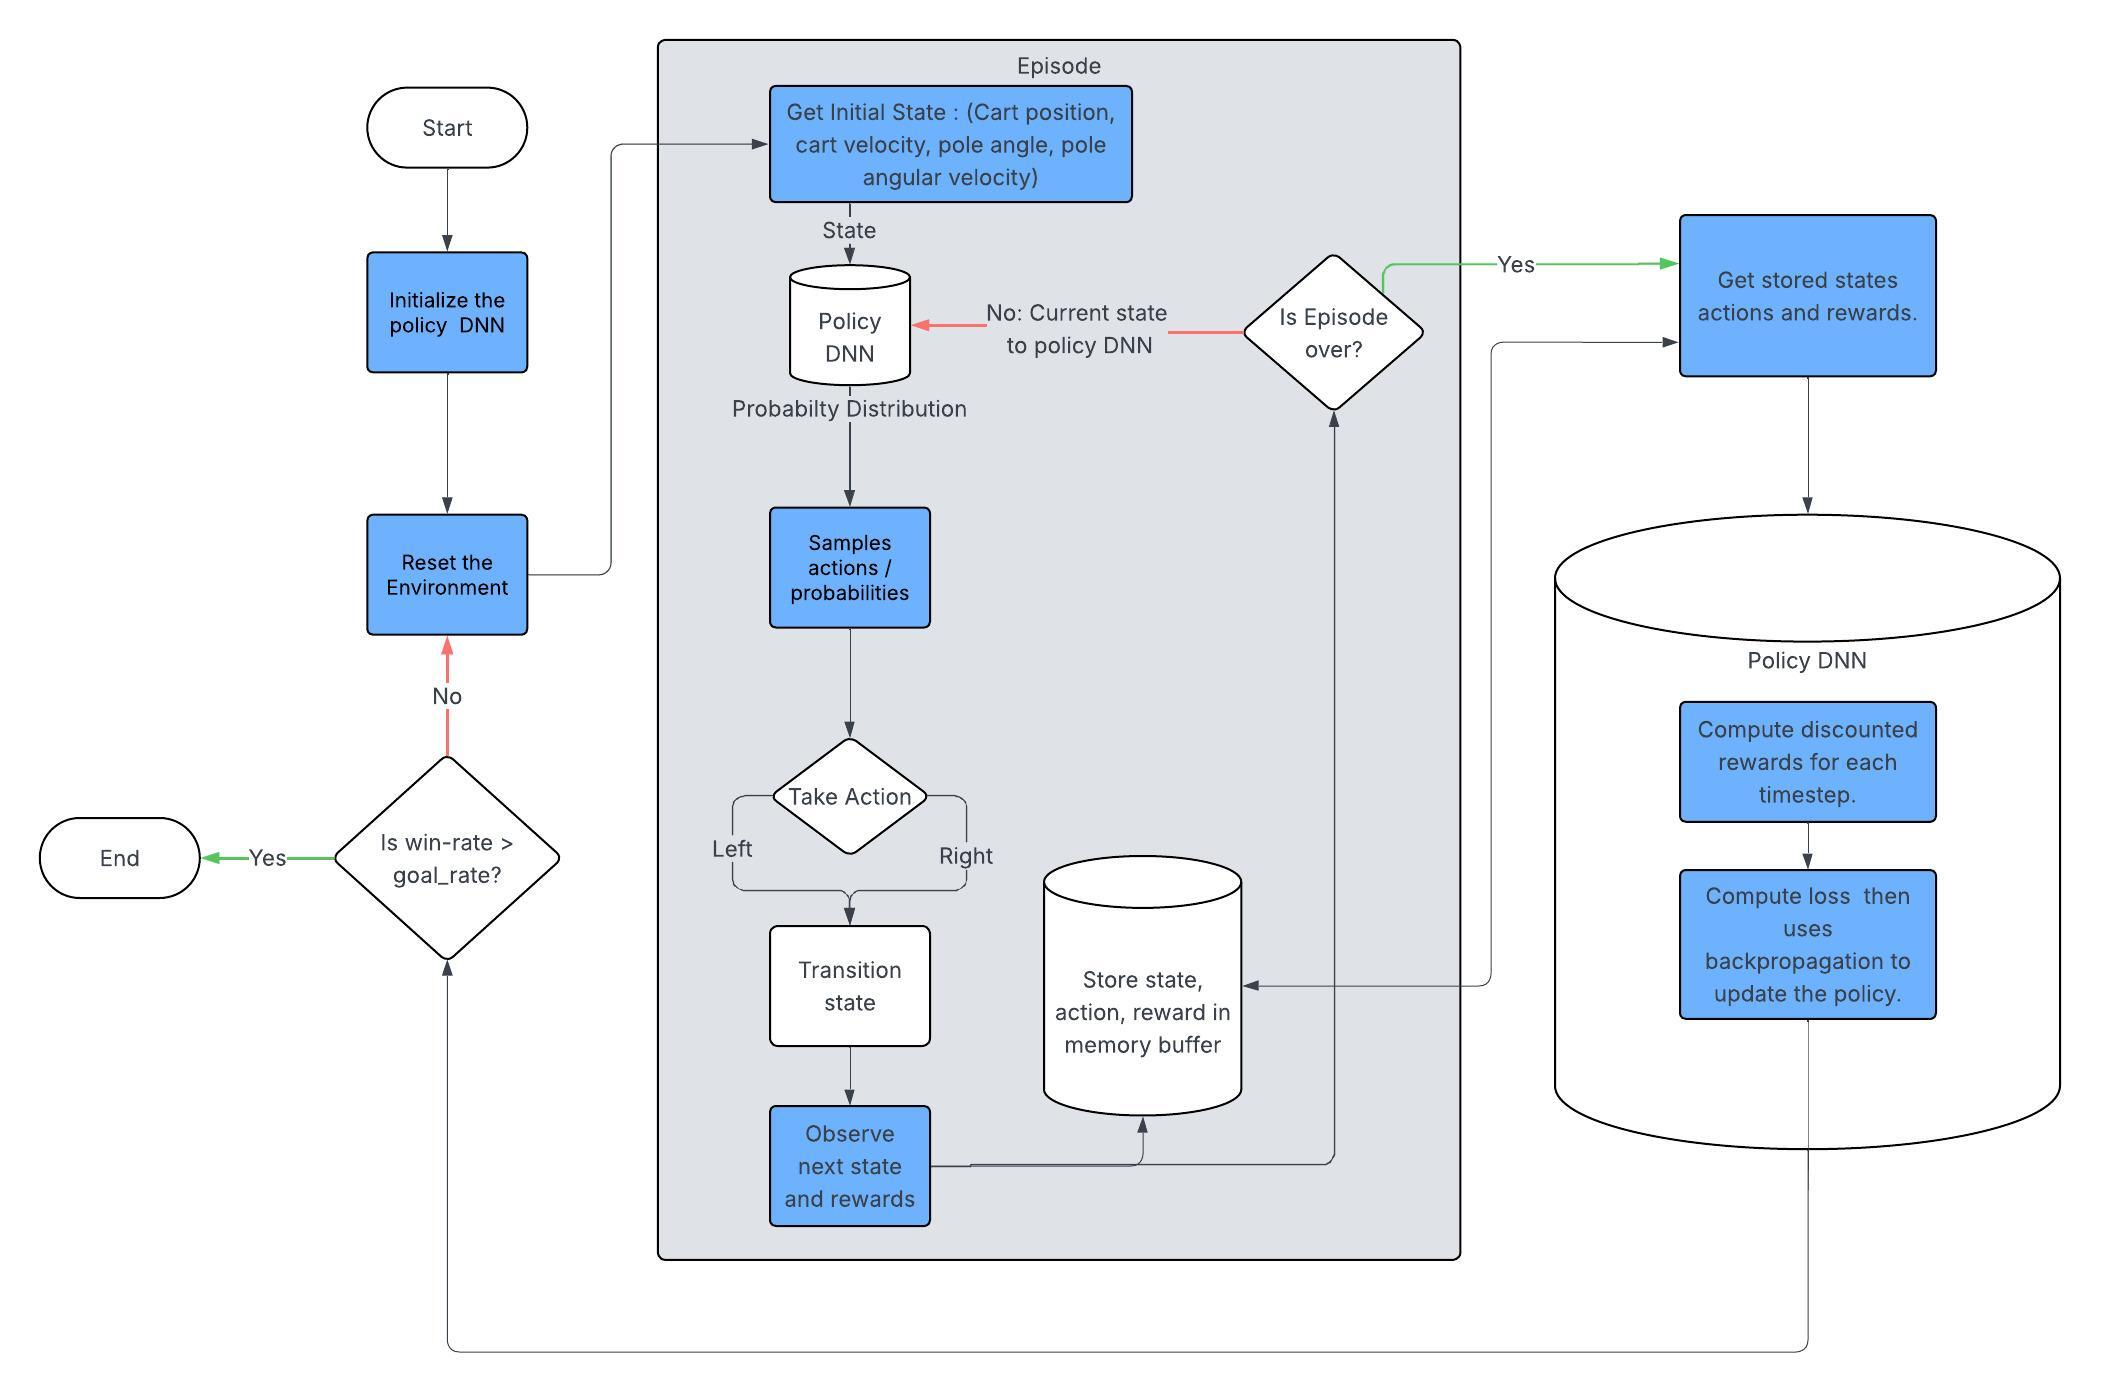 Episode
Start
Get Initial State : (Cart position,
cart velocity, pole angle, pole
angular velocity)
State
Initialize the
policy  DNN
Policy
DNN
No: Current state
to policy DNN
Is Episode
over?
Yes
Get stored states
actions and rewards.
Probabilty Distribution
Reset the
Environment
Samples
actions /
probabilities
No
Take Action
Left
Right
Is win-rate >
goal_rate?
Yes
End
Transition
state
Store state,
action, reward in
memory buffer
Observe
next state
and rewards
Policy DNN
Compute discounted
rewards for each
timestep.
Compute loss  then
uses
backpropagation to
update the policy.